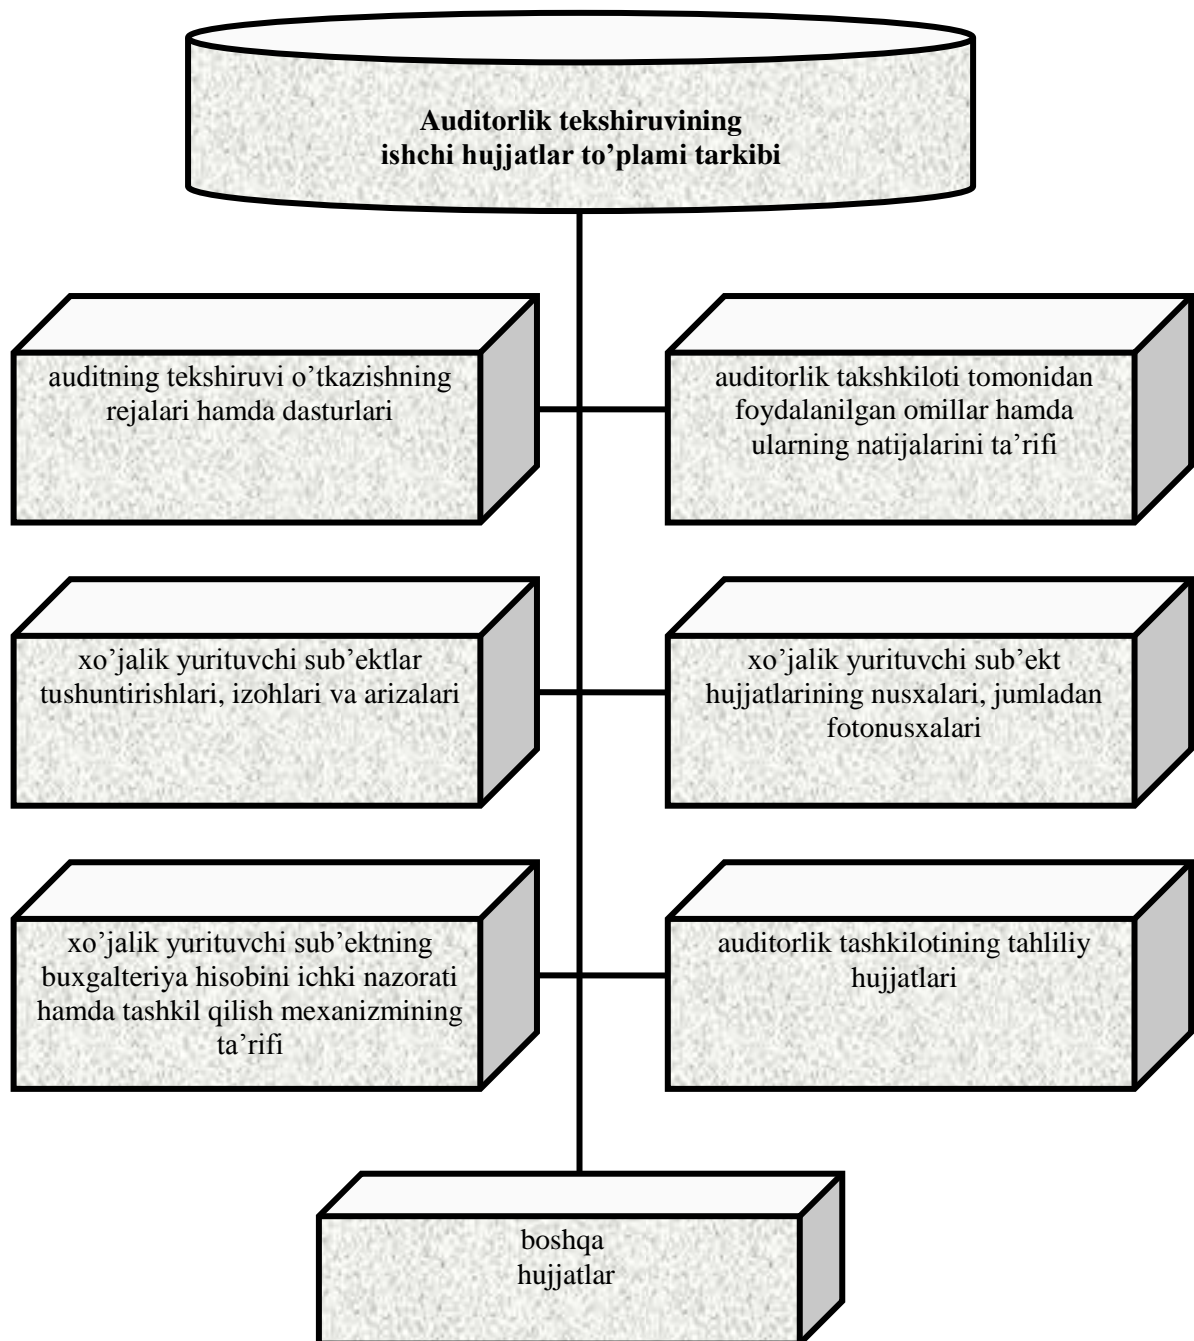 Auditorlik tekshiruvining
ishchi hujjatlar to’plami tarkibi
auditning tekshiruvi o’tkazishning
rejalari hamda dasturlari
auditorlik takshkiloti tomonidan
foydalanilgan omillar hamda
ularning natijalarini ta’rifi
xo’jalik yurituvchi sub’ektlar
tushuntirishlari, izohlari va arizalari
xo’jalik yurituvchi sub’ekt
hujjatlarining nusxalari, jumladan
fotonusxalari
xo’jalik yurituvchi sub’ektning
buxgalteriya hisobini ichki nazorati
hamda tashkil qilish mexanizmining
ta’rifi
auditorlik tashkilotining tahliliy
hujjatlari
boshqa
hujjatlar